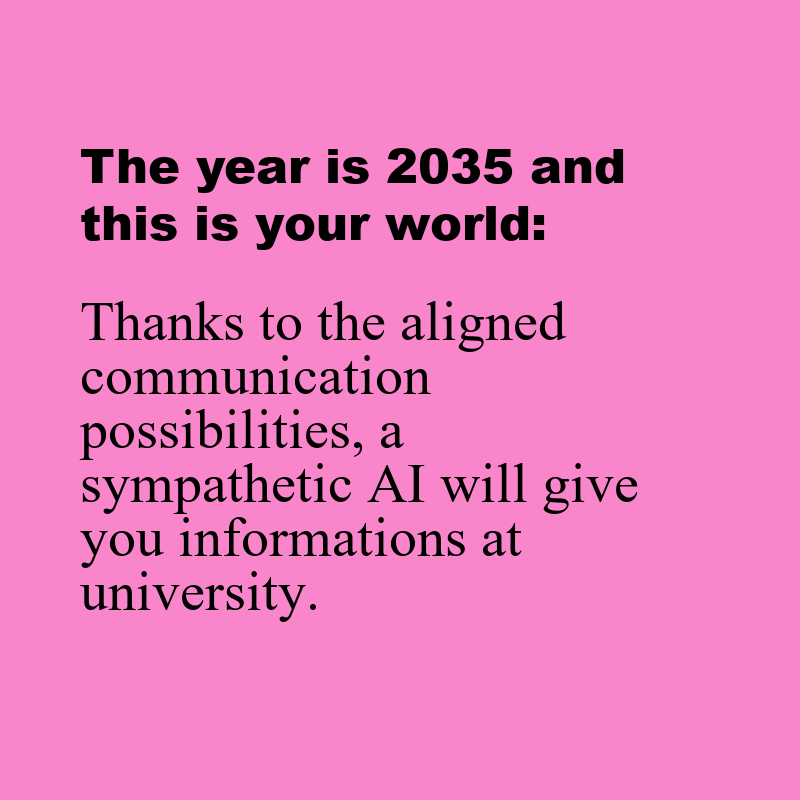 The year is 2035 and
this is your world:
Thanks to the aligned
communication
possibilities, a
sympathetic AI will give
you informations at
university.